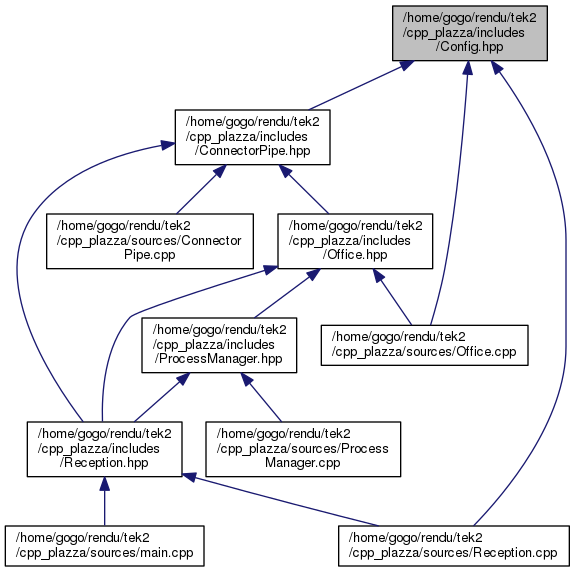 /home/gogo/rendu/tek2
/cpp_plazza/includes
/Config.hpp
/home/gogo/rendu/tek2
/cpp_plazza/includes
/ConnectorPipe.hpp
/home/gogo/rendu/tek2
/cpp_plazza/sources/Connector
Pipe.cpp
/home/gogo/rendu/tek2
/cpp_plazza/includes
/Office.hpp
/home/gogo/rendu/tek2
/cpp_plazza/includes
/ProcessManager.hpp
/home/gogo/rendu/tek2
/cpp_plazza/sources/Office.cpp
/home/gogo/rendu/tek2
/cpp_plazza/includes
/Reception.hpp
/home/gogo/rendu/tek2
/cpp_plazza/sources/Process
Manager.cpp
/home/gogo/rendu/tek2
/cpp_plazza/sources/main.cpp
/home/gogo/rendu/tek2
/cpp_plazza/sources/Reception.cpp